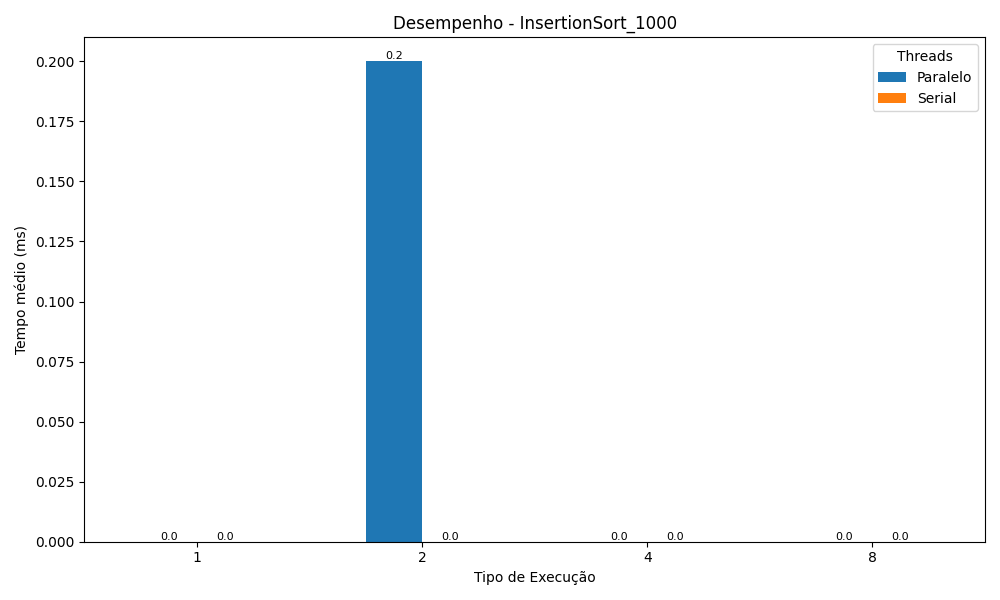 Desempenho - InsertionSort_1000
Threads
Paralelo
Serial
Tempo médio (ms)
0.200
0.175
0.150
0.125
0.100
0.075
0.050
0.025
0.000
0.2
0.0 0.0 0.0 0.0 0.0 0.0 0.0
1 2 4 8
Tipo de Execução